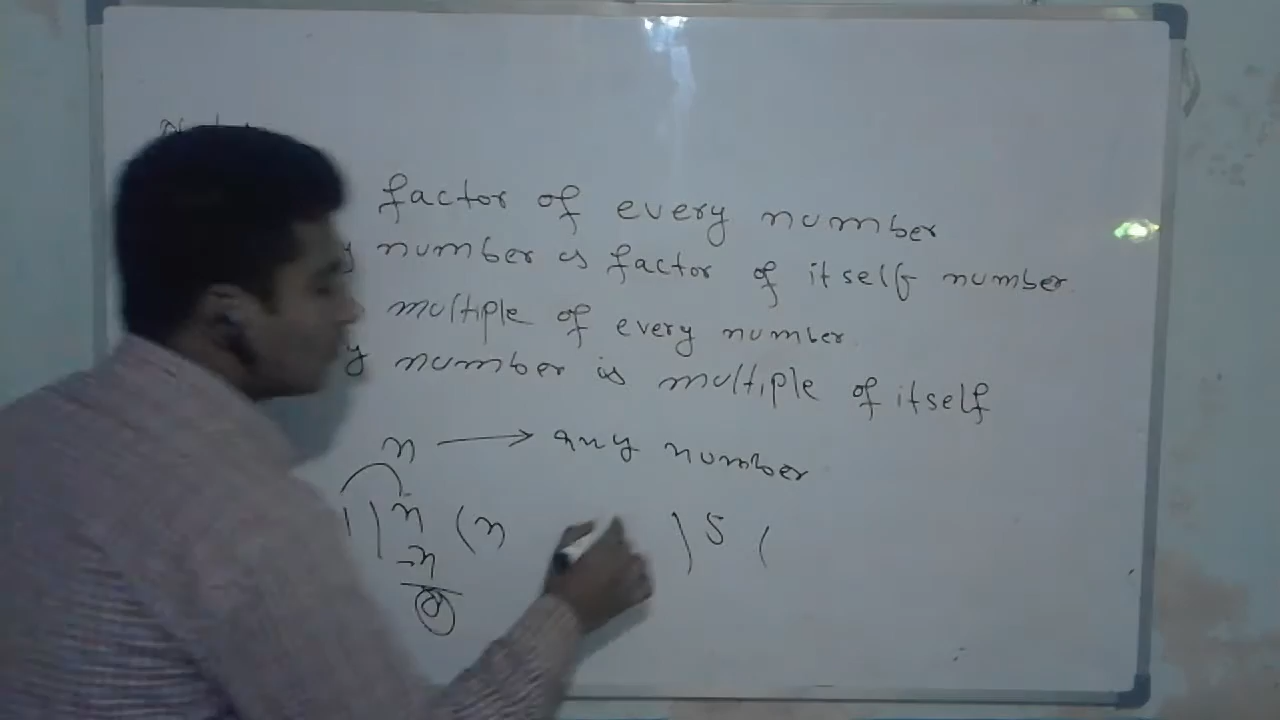 factor of every number
number is factor of itself number
multiple of every number
y number is multiple of itself
n → any number
1 ) n ( n ) 5 (
-n
0